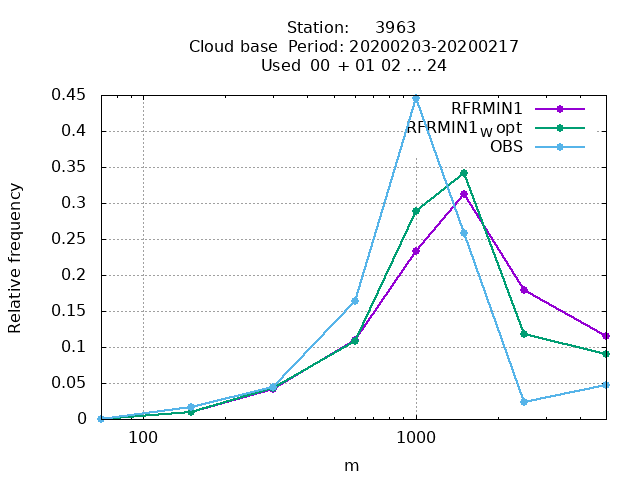 Station: 3963
Cloud base Period: 20200203-20200217
Used 00 + 01 02 ... 24
RFRMIN1
RFRMIN1w opt
OBS
0.45
0.4
0.35
0.3
0.25
0.2
0.15
0.1
0.05
0
Relative frequency
100
1000
m